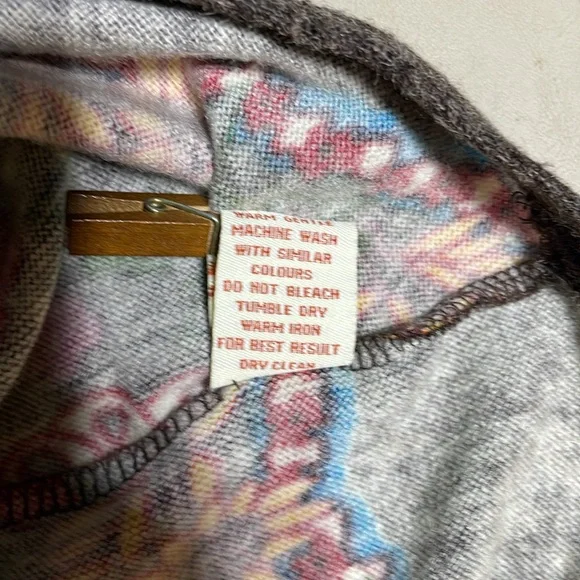 WARM GENTLE
MACHINE WASH
WITH SIMILAR
COLOURS
DO NOT BLEACH
TUMBLE DRY
WARM IRON
FOR BEST RESULT
DRY CLEAN